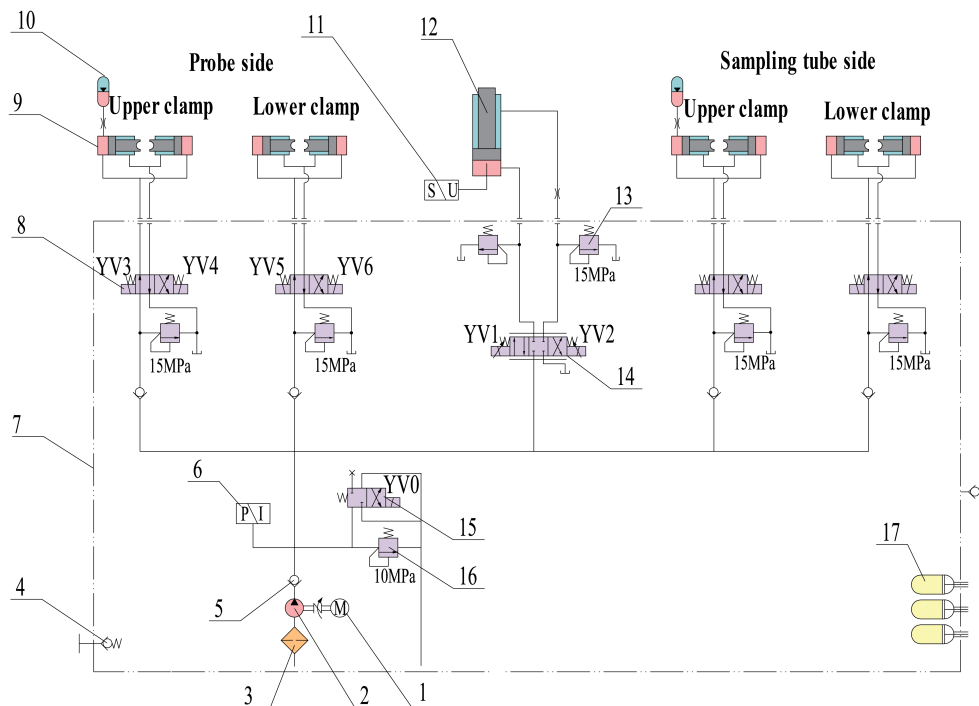 10
11
12
Probe side
Sampling tube side
Upper clamp
Lower clamp
Upper clamp
Lower clamp
9
S U
13
8
YV3
YV4
YV5
YV6
15MPa
YV1
YV2
15MPa
15MPa
15MPa
15MPa
14
7
6
YV0
P I
15
16
10MPa
17
4
5
M
3
2
1